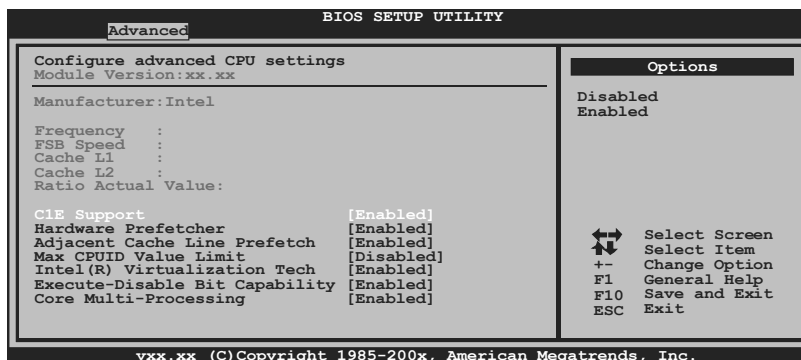 BIOS SETUP UTILITY
Advanced
Configure advanced CPU settings
Module Version:xx.xx
Manufacturer:Intel
Frequency :
FSB Speed :
Cache L1 :
Cache L2 :
Ratio Actual Value:
C1E Support [Enabled]
Hardware Prefetcher [Enabled]
Adjacent Cache Line Prefetch [Enabled]
Max CPUID Value Limit [Disabled]
Intel(R) Virtualization Tech [Enabled]
Execute-Disable Bit Capability [Enabled]
Core Multi-Processing [Enabled]
Options
Disabled
Enabled
Select Screen
Select Item
+- Change Option
F1 General Help
F10 Save and Exit
ESC Exit
vxx.xx (C)Copyright 1985-200x, American Megatrends, Inc.